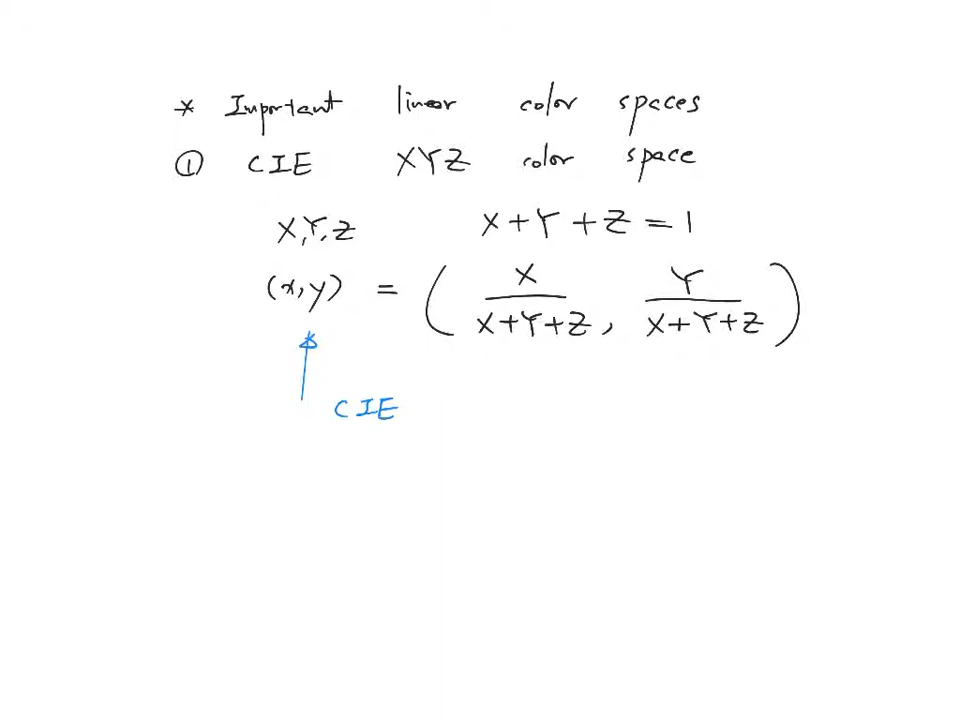 * Important linear color spaces
① CIE XYZ color space
X,Y,Z X+Y+Z=1
(x,y) = ( X / X+Y+Z , Y / X+Y+Z )
CIE